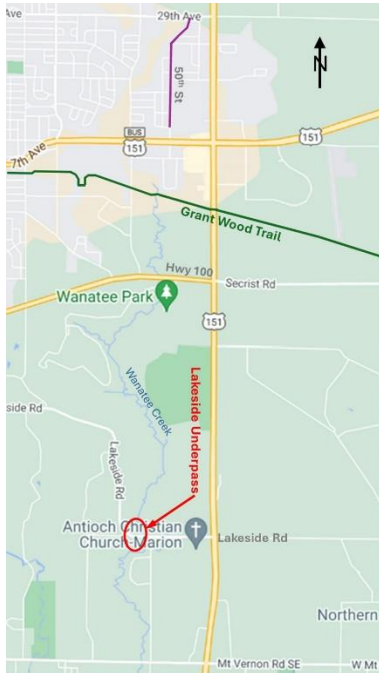 Ave
29th Ave
N
50th St
BUS
151
151
7th Ave
Grant Wood Trail
Hwy 100
Secrist Rd
Wanatee Park
151
Wanatee Creek
Lakeside Underpass
side Rd
Lakeside Rd
Antioch Christian
Church-Marion
Lakeside Rd
Northern
Mt Vernon Rd SE
W Mt